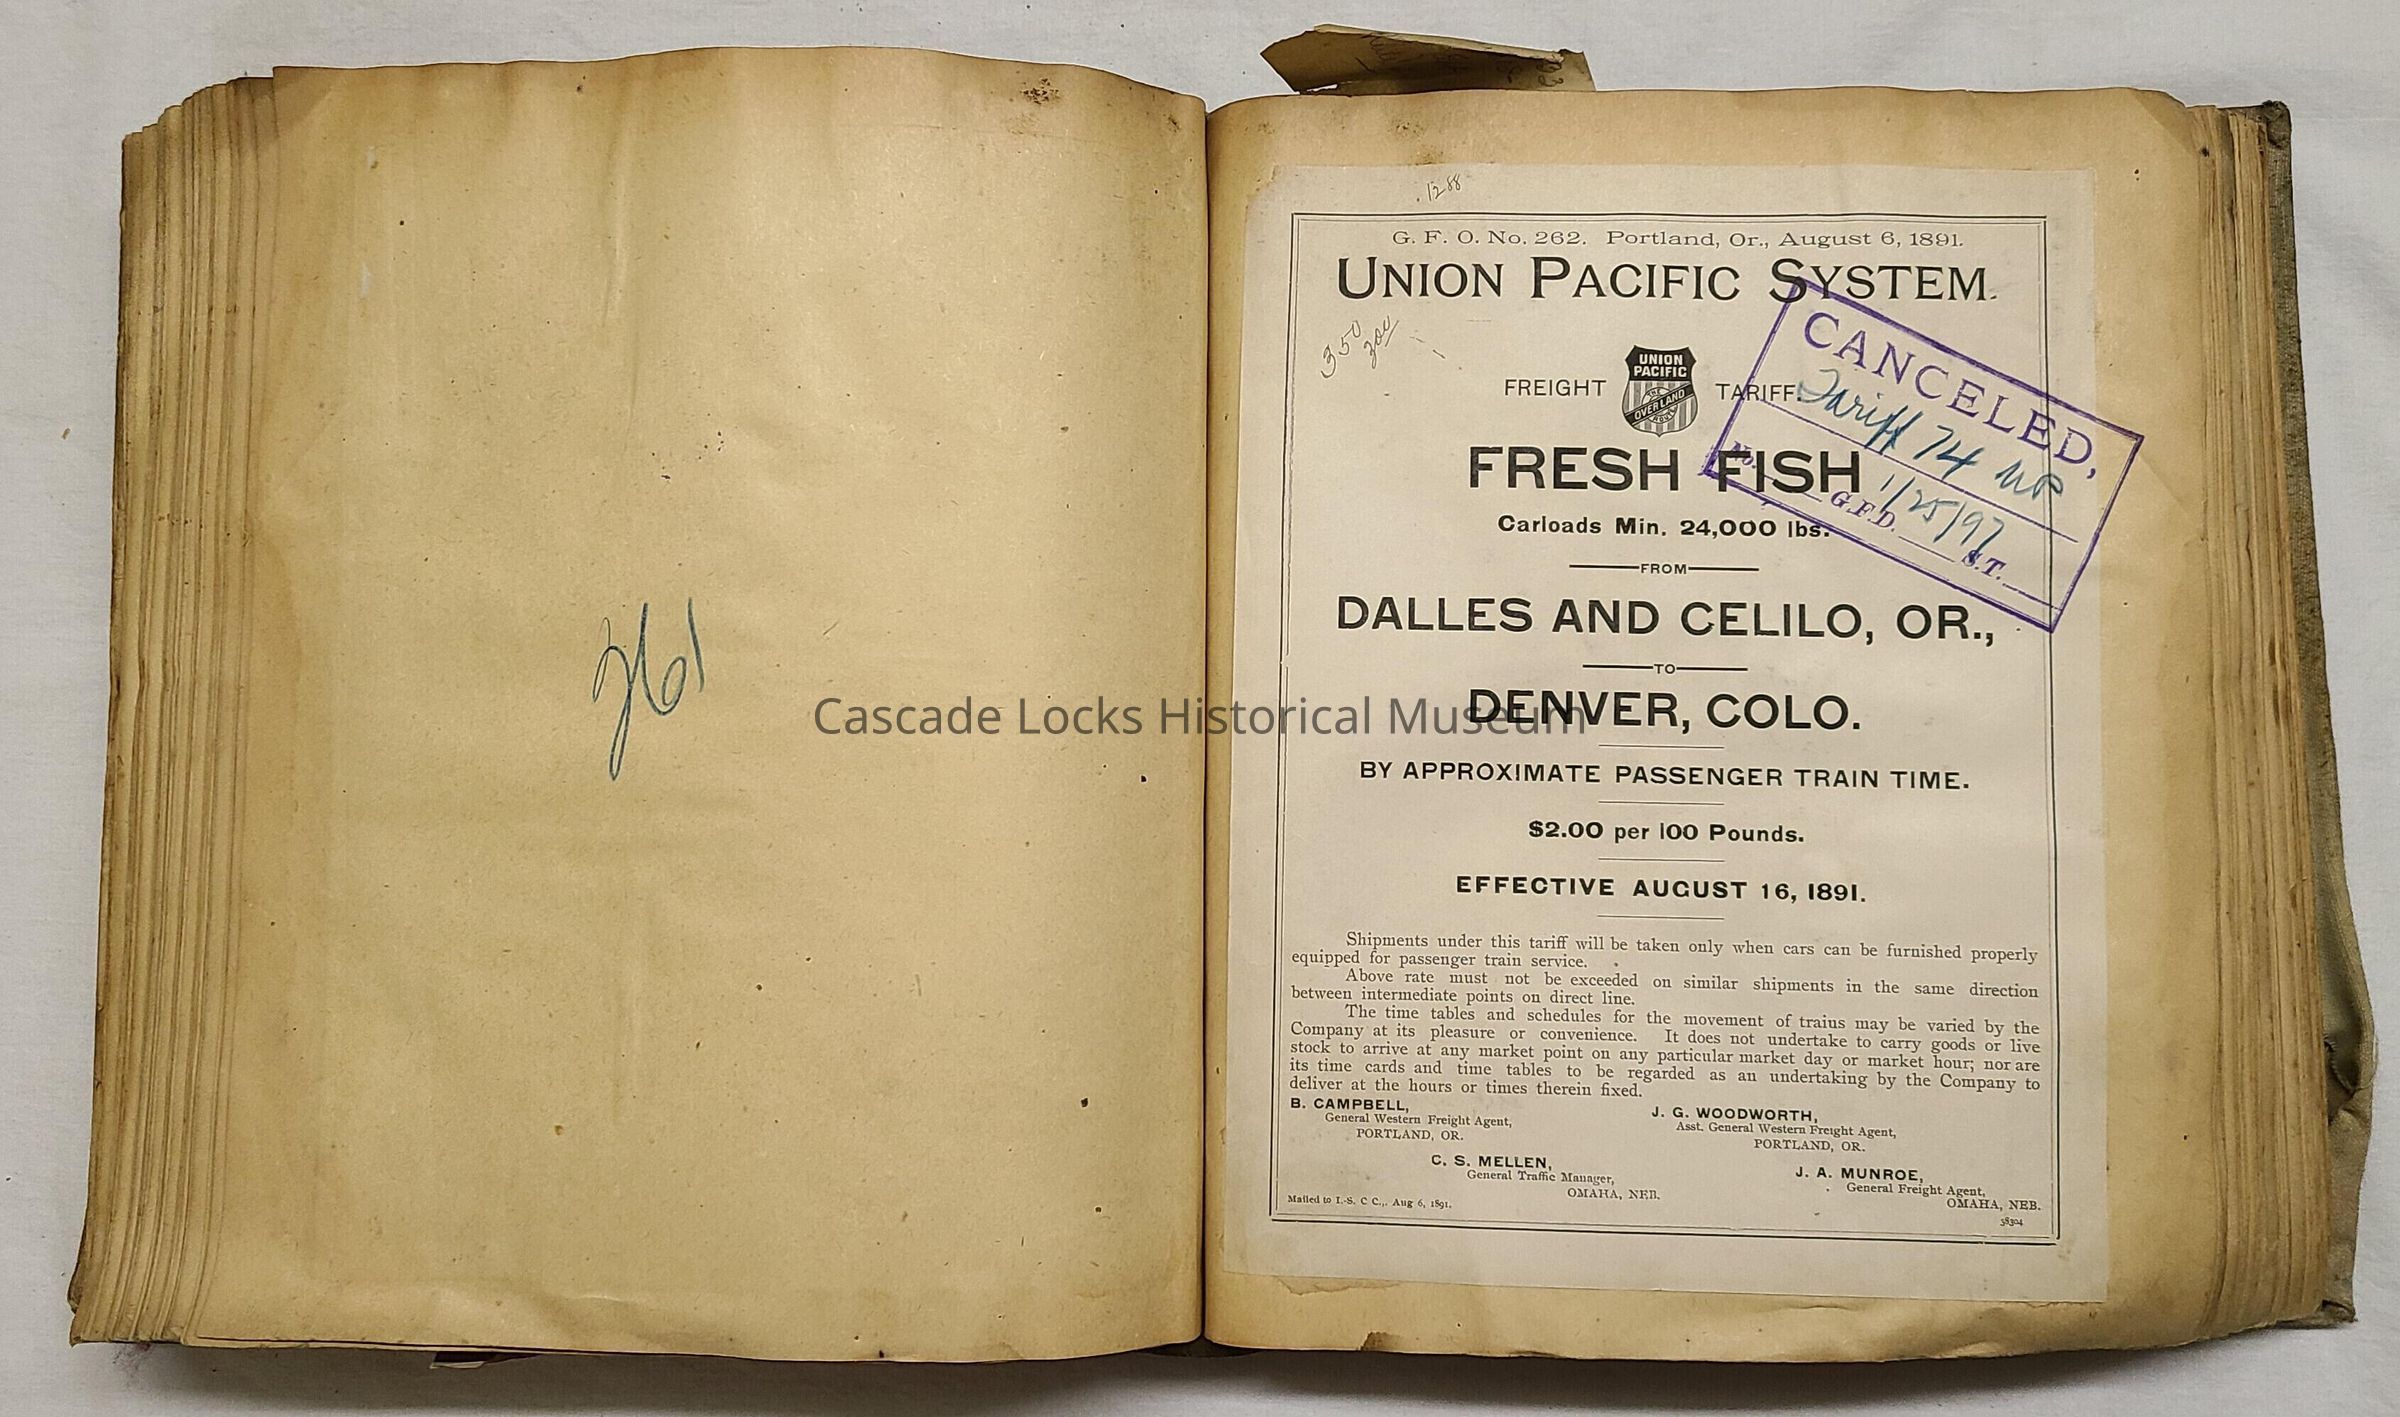 261
1288
G. F. O. No. 262. Portland, Or., August 6, 1891.
UNION PACIFIC SYSTEM.
350
200
FREIGHT
UNION
PACIFIC
THE
OVERLAND
ROUTE
TARIFF.
CANCELED,
Tariff 74 UP
No.
1/25/97
G.F.D.
S.T.
FRESH FISH
Carloads Min. 24,000 lbs.
FROM
DALLES AND CELILO, OR.,
TO
DENVER, COLO.
Cascade Locks Historical Museum
BY APPROXIMATE PASSENGER TRAIN TIME.
$2.00 per 100 Pounds.
EFFECTIVE AUGUST 16, 1891.
Shipments under this tariff will be taken only when cars can be furnished properly
equipped for passenger train service.
Above rate must not be exceeded on similar shipments in the same direction
between intermediate points on direct line.
The time tables and schedules for the movement of trains may be varied by the
Company at its pleasure or convenience. It does not undertake to carry goods or live
stock to arrive at any market point on any particular market day or market hour; nor are
its time cards and time tables to be regarded as an undertaking by the Company to
deliver at the hours or times therein fixed.
B. CAMPBELL,
General Western Freight Agent,
PORTLAND, OR.
J. G. WOODWORTH,
Asst. General Western Freight Agent,
PORTLAND, OR.
C. S. MELLEN,
General Traffic Manager,
OMAHA, NEB.
J. A. MUNROE,
General Freight Agent,
OMAHA, NEB.
Mailed to I.-S. C C.,. Aug 6, 1891.
58304